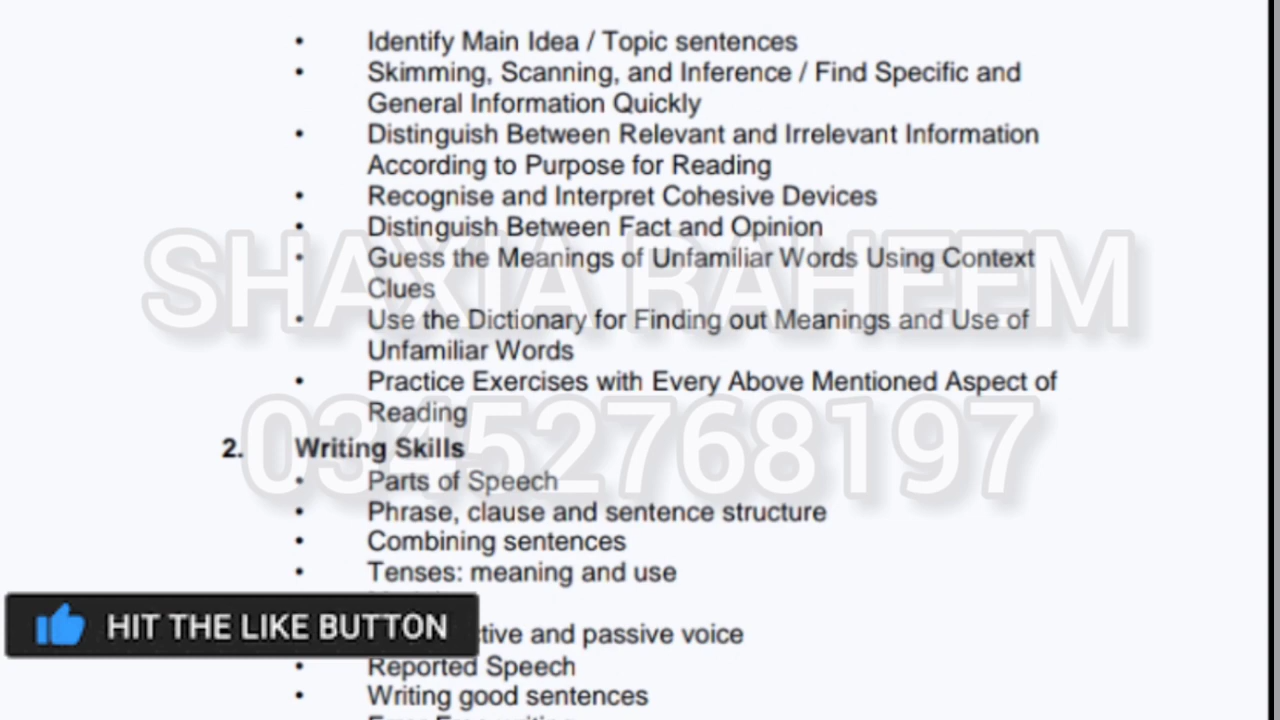 • Identify Main Idea / Topic sentences
• Skimming, Scanning, and Inference / Find Specific and
General Information Quickly
• Distinguish Between Relevant and Irrelevant Information
According to Purpose for Reading
• Recognise and Interpret Cohesive Devices
• Distinguish Between Fact and Opinion
• Guess the Meanings of Unfamiliar Words Using Context
Clues
SHAXIA RAHEEM
• Use the Dictionary for Finding out Meanings and Use of
Unfamiliar Words
• Practice Exercises with Every Above Mentioned Aspect of
Reading
2. Writing Skills
03452768197
• Parts of Speech
• Phrase, clause and sentence structure
• Combining sentences
• Tenses: meaning and use
HIT THE LIKE BUTTON
and passive voice
• Reported Speech
• Writing good sentences